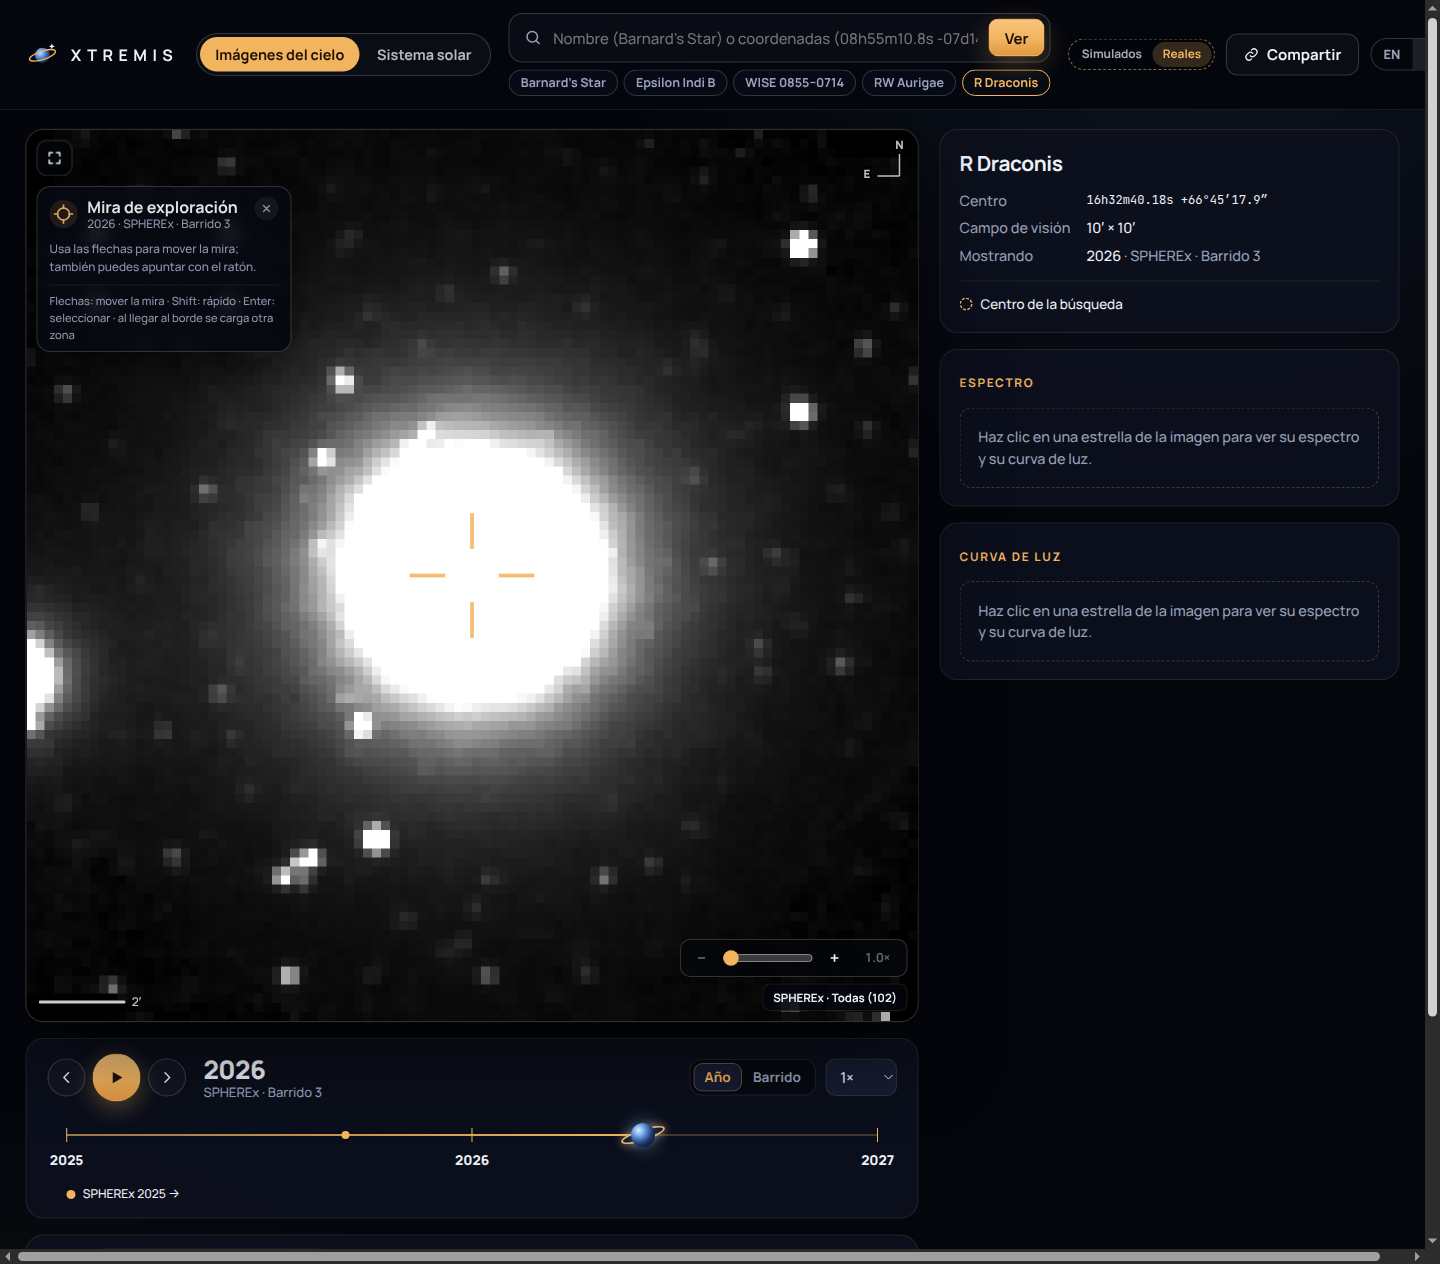 XTREMIS
Imágenes del cielo
Sistema solar
Nombre (Barnard's Star) o coordenadas (08h55m10.8s -07d14
Ver
Barnard's Star
Epsilon Indi B
WISE 0855–0714
RW Aurigae
R Draconis
Simulados
Reales
Compartir
EN
N
E
Mira de exploración
2026 · SPHEREx · Barrido 3
Usa las flechas para mover la mira;
también puedes apuntar con el ratón.
Flechas: mover la mira · Shift: rápido · Enter:
seleccionar · al llegar al borde se carga otra
zona
− + 1.0×
SPHEREx · Todas (102)
2′
R Draconis
Centro 16h32m40.18s +66°45′17.9″
Campo de visión 10′ × 10′
Mostrando 2026 · SPHEREx · Barrido 3
Centro de la búsqueda
ESPECTRO
Haz clic en una estrella de la imagen para ver su espectro
y su curva de luz.
CURVA DE LUZ
Haz clic en una estrella de la imagen para ver su espectro
y su curva de luz.
2026
SPHEREx · Barrido 3
Año
Barrido
1×
2025
2026
2027
SPHEREx 2025 →